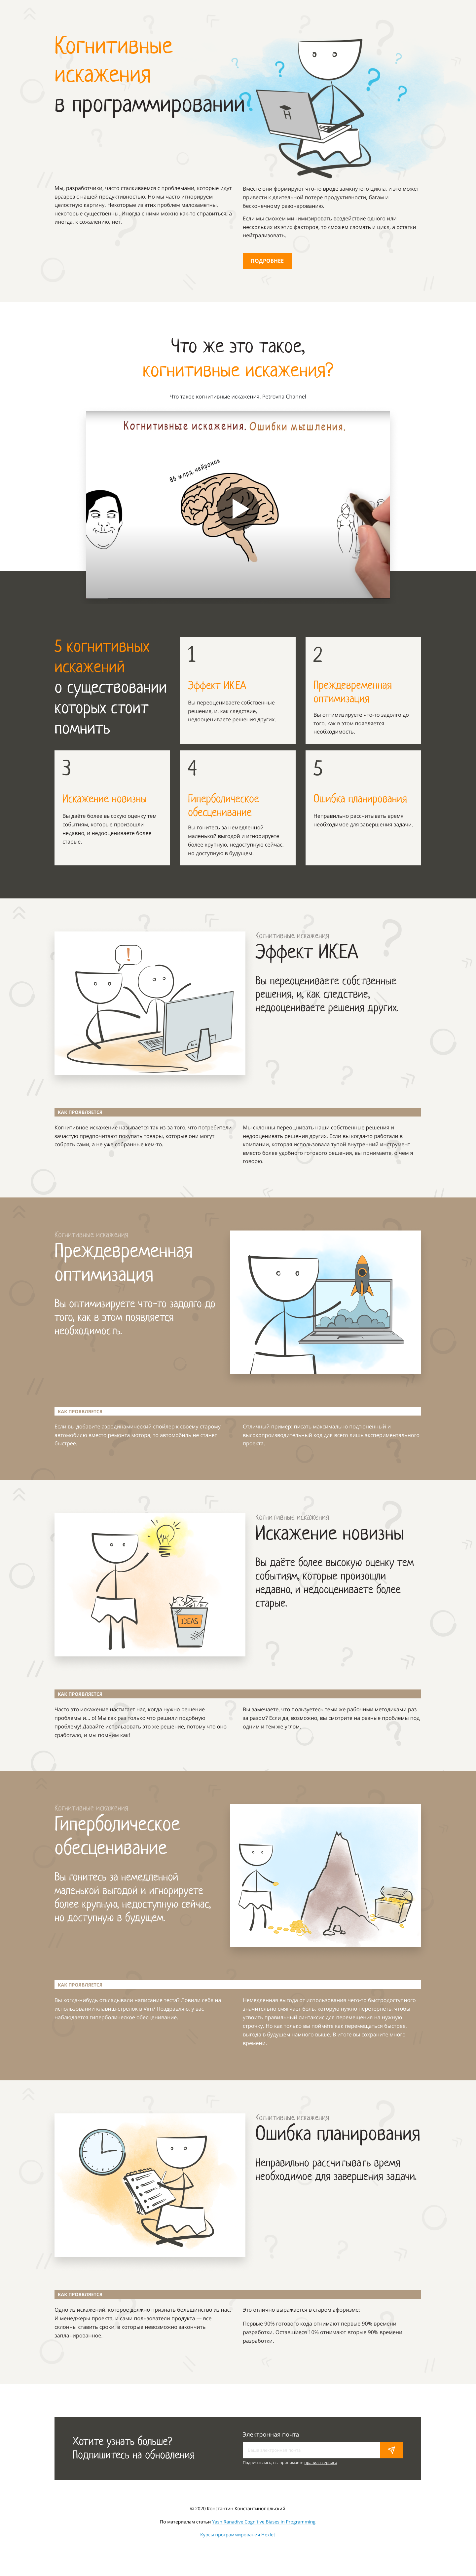 Когнитивные
искажения
в программировании
H
Мы, разработчики, часто сталкиваемся с проблемами, которые идут
вразрез с нашей продуктивностью. Но мы часто игнорируем
целостную картину. Некоторые из этих проблем малозаметны,
некоторые существенны. Иногда с ними можно как-то справиться, а
иногда, к сожалению, нет.
Вместе они формируют что-то вроде замкнутого цикла, и это может
привести к длительной потере продуктивности, багам и
бесконечному разочарованию.
Если мы сможем минимизировать воздействие одного или
нескольких из этих факторов, то сможем сломать и цикл, а остатки
нейтрализовать.
ПОДРОБНЕЕ
Что же это такое,
когнитивные искажения?
Что такое когнитивные искажения. Petrovna Channel
Когнитивные искажения. Ошибки мышления.
86 млрд. нейронов
5 когнитивных
искажений
о существовании
которых стоит
помнить
1
Эффект ИКЕА
Вы переоцениваете собственные
решения, и, как следствие,
недооцениваете решения других.
2
Преждевременная
оптимизация
Вы оптимизируете что-то задолго до
того, как в этом появляется
необходимость.
3
Искажение новизны
Вы даёте более высокую оценку тем
событиям, которые произошли
недавно, и недооцениваете более
старые.
4
Гиперболическое
обесценивание
Вы гонитесь за немедленной
маленькой выгодой и игнорируете
более крупную, недоступную сейчас,
но доступную в будущем.
5
Ошибка планирования
Неправильно рассчитывать время
необходимое для завершения задачи.
Когнитивные искажения
Эффект ИКЕА
Вы переоцениваете собственные
решения, и, как следствие,
недооцениваете решения других.
КАК ПРОЯВЛЯЕТСЯ
Когнитивное искажение называется так из-за того, что потребители
зачастую предпочитают покупать товары, которые они могут
собрать сами, а не уже собранные кем-то.
Мы склонны переоценивать наши собственные решения и
недооценивать решения других. Если вы когда-то работали в
компании, которая использовала тупой внутренний инструмент
вместо более удобного готового решения, вы понимаете, о чём я
говорю.
Когнитивные искажения
Преждевременная
оптимизация
Вы оптимизируете что-то задолго до
того, как в этом появляется
необходимость.
КАК ПРОЯВЛЯЕТСЯ
Если вы добавите аэродинамический спойлер к своему старому
автомобилю вместо ремонта мотора, то автомобиль не станет
быстрее.
Отличный пример: писать максимально подтюненный и
высокопроизводительный код для всего лишь экспериментального
проекта.
Когнитивные искажения
Искажение новизны
Вы даёте более высокую оценку тем
событиям, которые произошли
недавно, и недооцениваете более
старые.
IDEAS
КАК ПРОЯВЛЯЕТСЯ
Часто это искажение настигает нас, когда нужно решение
проблемы и... о! Мы как раз только что решали подобную
проблему! Давайте использовать это же решение, потому что оно
сработало, и мы помним как!
Вы замечаете, что пользуетесь теми же рабочими методиками раз
за разом? Если да, возможно, вы смотрите на разные проблемы под
одним и тем же углом.
Когнитивные искажения
Гиперболическое
обесценивание
Вы гонитесь за немедленной
маленькой выгодой и игнорируете
более крупную, недоступную сейчас,
но доступную в будущем.
КАК ПРОЯВЛЯЕТСЯ
Вы когда-нибудь откладывали написание теста? Ловили себя на
использовании клавиш-стрелок в Vim? Поздравляю, у вас
наблюдается гиперболическое обесценивание.
Немедленная выгода от использования чего-то быстродоступного
значительно смягчает боль, которую нужно перетерпеть, чтобы
усвоить правильный синтаксис для перемещения на нужную
строчку. Но как только вы поймёте как перемещаться быстрее,
выгода в будущем намного выше. В итоге вы сохраните много
времени.
Когнитивные искажения
Ошибка планирования
Неправильно рассчитывать время
необходимое для завершения задачи.
КАК ПРОЯВЛЯЕТСЯ
Одно из искажений, которое должно признать большинство из нас.
И менеджеры проекта, и сами пользователи продукта — все
склонны ставить сроки, в которые невозможно закончить
запланированное.
Это отлично выражается в старом афоризме:
Первые 90% готового кода отнимают первые 90% времени
разработки. Оставшиеся 10% отнимают вторые 90% времени
разработки.
Хотите узнать больше?
Подпишитесь на обновления
Электронная почта
Подписываясь, вы принимаете правила сервиса
© 2020 Константин Константинопольский
По материалам статьи Yash Ranadive Cognitive Biases in Programming
Курсы программирования Hexlet